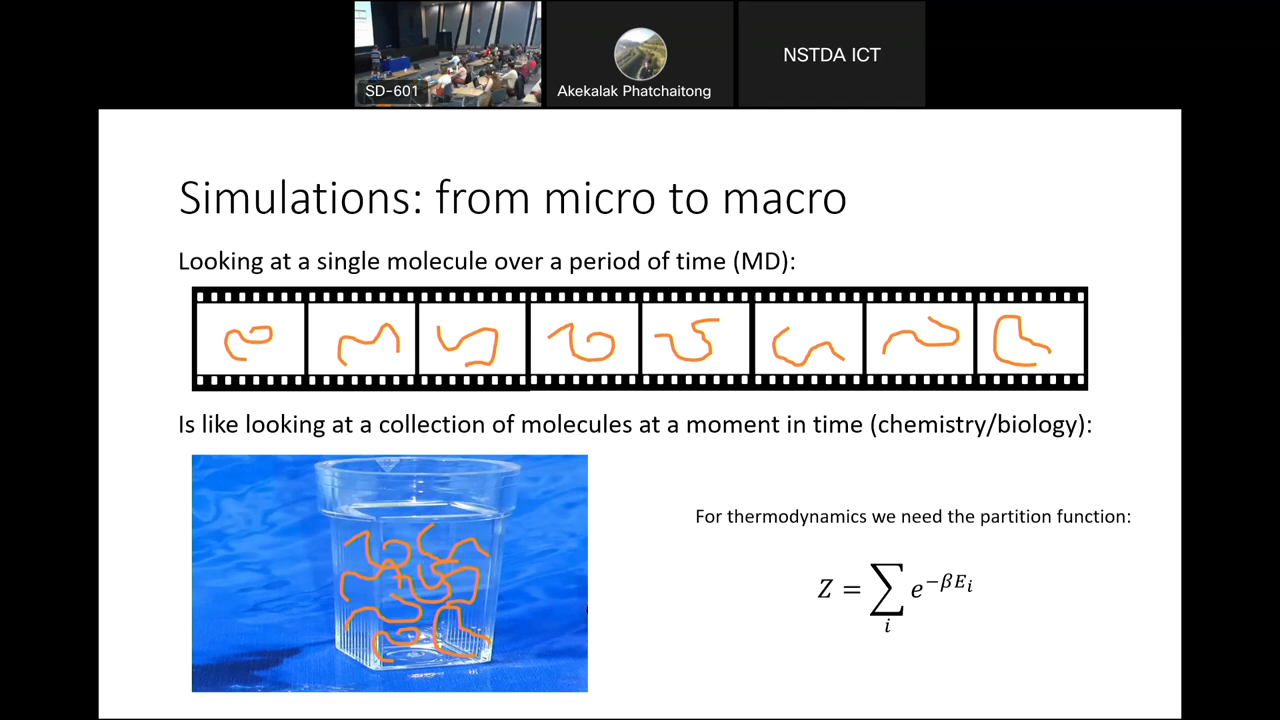 SD-601
Akekalak Phatchaitong
NSTDA ICT
Simulations: from micro to macro
Looking at a single molecule over a period of time (MD):
Is like looking at a collection of molecules at a moment in time (chemistry/biology):
For thermodynamics we need the partition function:
Z = ∑_i e^{−βE_i}